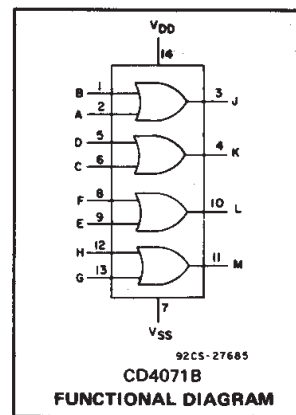 VDD
14
B 1
A 2
3 J
D 5
C 6
4 K
F 8
E 9
10 L
H 12
G 13
11 M
7
VSS
92CS-27685
CD4071B
FUNCTIONAL DIAGRAM